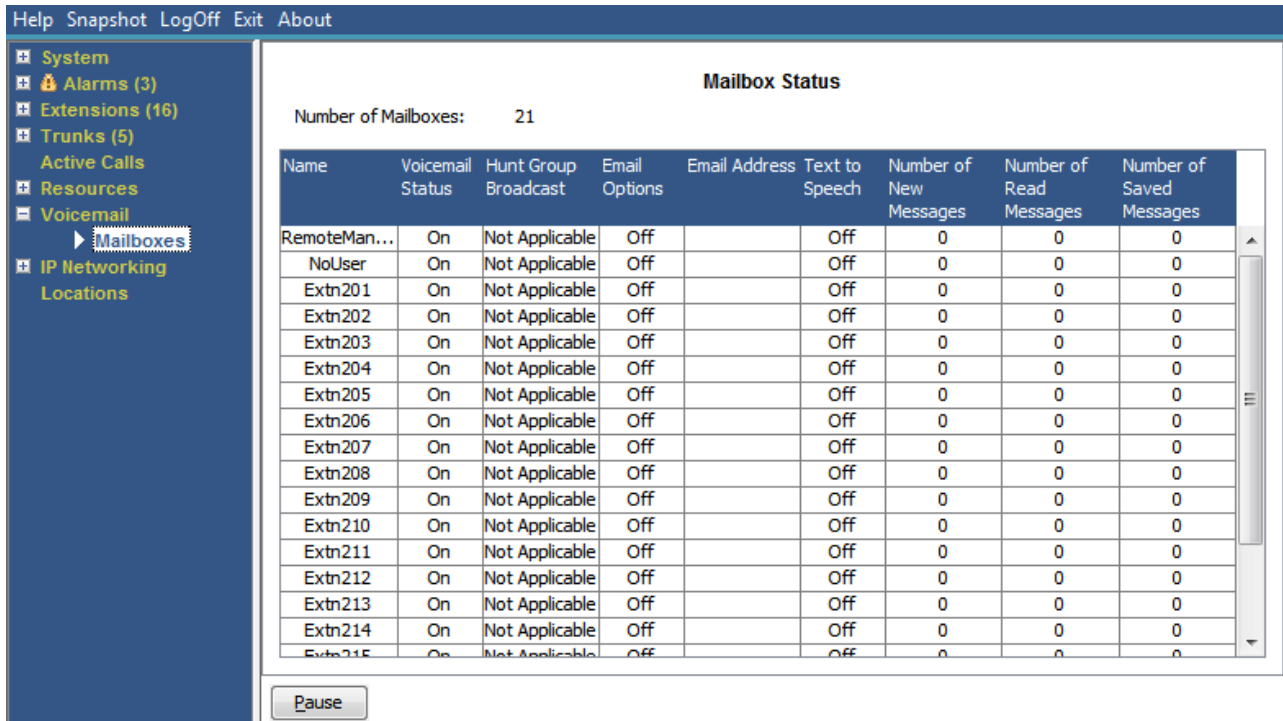 Help Snapshot LogOff Exit About
System
Alarms (3)
Extensions (16)
Trunks (5)
Active Calls
Resources
Voicemail
Mailboxes
IP Networking
Locations
Mailbox Status
Number of Mailboxes: 21
Name Voicemail Status Hunt Group Broadcast Email Options Email Address Text to Speech Number of New Messages Number of Read Messages Number of Saved Messages
RemoteMan... On Not Applicable Off Off 0 0 0
NoUser On Not Applicable Off Off 0 0 0
Extn201 On Not Applicable Off Off 0 0 0
Extn202 On Not Applicable Off Off 0 0 0
Extn203 On Not Applicable Off Off 0 0 0
Extn204 On Not Applicable Off Off 0 0 0
Extn205 On Not Applicable Off Off 0 0 0
Extn206 On Not Applicable Off Off 0 0 0
Extn207 On Not Applicable Off Off 0 0 0
Extn208 On Not Applicable Off Off 0 0 0
Extn209 On Not Applicable Off Off 0 0 0
Extn210 On Not Applicable Off Off 0 0 0
Extn211 On Not Applicable Off Off 0 0 0
Extn212 On Not Applicable Off Off 0 0 0
Extn213 On Not Applicable Off Off 0 0 0
Extn214 On Not Applicable Off Off 0 0 0
Extn215 On Not Applicable Off Off 0 0 0
Pause